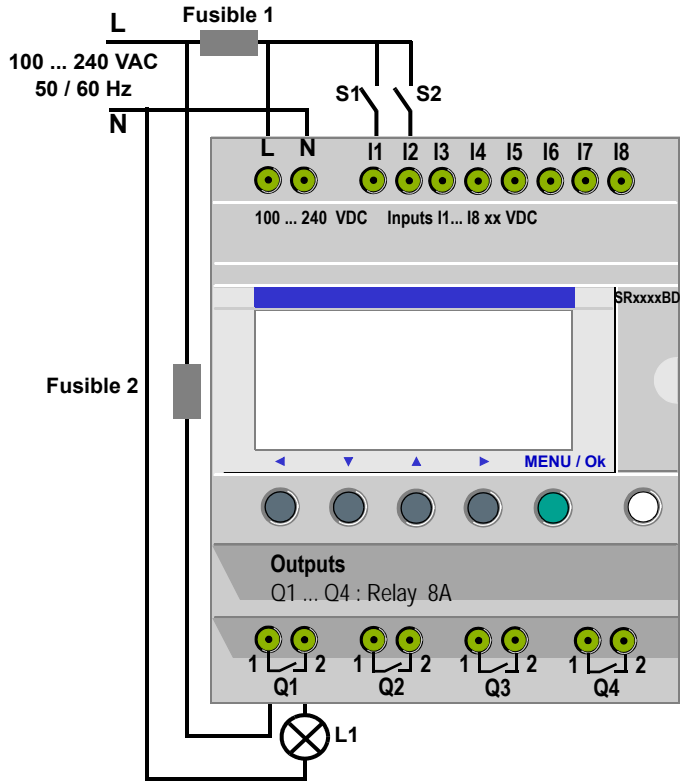 Fusible 1
L
100 ... 240 VAC
50 / 60 Hz
N
S1 S2
L N I1 I2 I3 I4 I5 I6 I7 I8
100 ... 240 VDC Inputs I1... I8 xx VDC
SRxxxxBD
Fusible 2
MENU / Ok
Outputs
Q1 ... Q4 : Relay 8A
1 2 1 2 1 2 1 2
Q1 Q2 Q3 Q4
L1